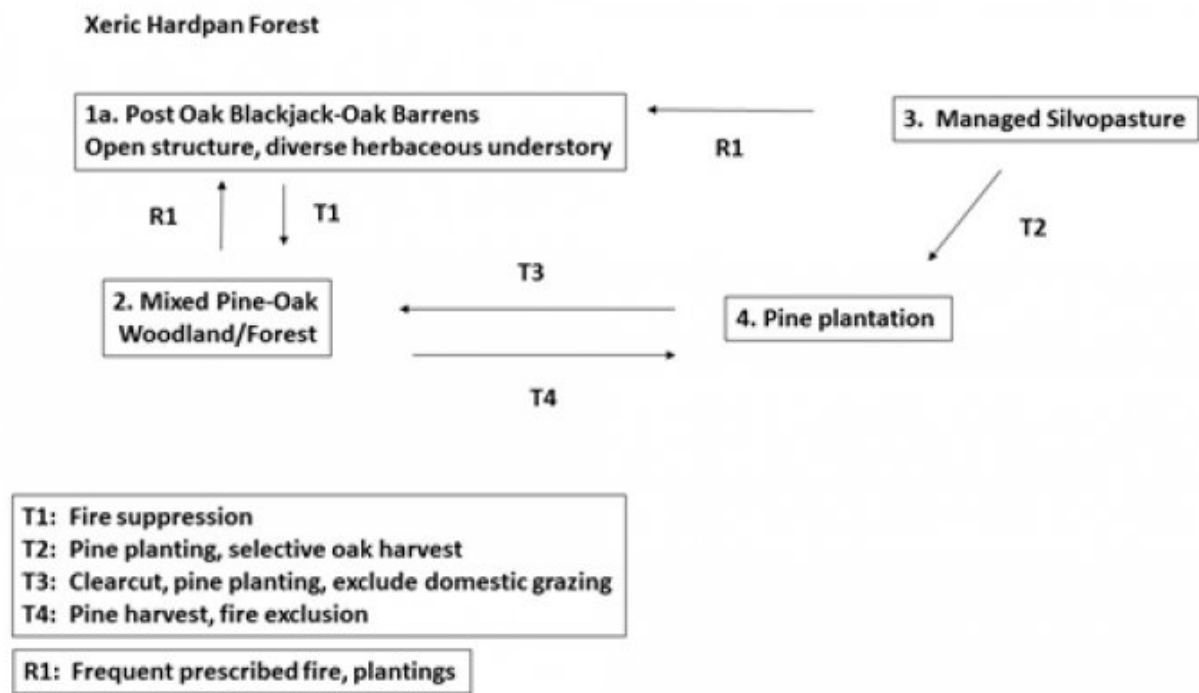 Xeric Hardpan Forest
1a. Post Oak Blackjack-Oak Barrens
Open structure, diverse herbaceous understory
3. Managed Silvopasture
R1
R1
T1
T2
2. Mixed Pine-Oak
Woodland/Forest
T3
4. Pine plantation
T4
T1: Fire suppression
T2: Pine planting, selective oak harvest
T3: Clearcut, pine planting, exclude domestic grazing
T4: Pine harvest, fire exclusion
R1: Frequent prescribed fire, plantings